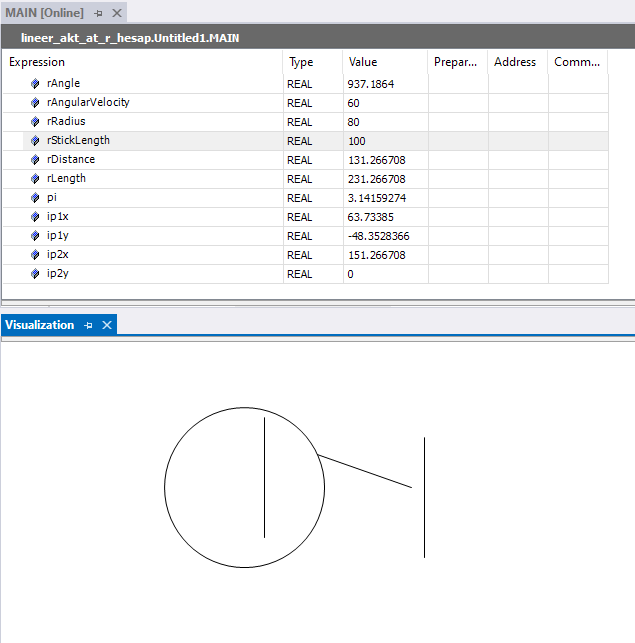 MAIN [Online]
lineer_akt_at_r_hesap.Untitled1.MAIN
Expression Type Value Prepar... Address Comm...
rAngle REAL 937.1864
rAngularVelocity REAL 60
rRadius REAL 80
rStickLength REAL 100
rDistance REAL 131.266708
rLength REAL 231.266708
pi REAL 3.14159274
ip1x REAL 63.73385
ip1y REAL -48.3528366
ip2x REAL 151.266708
ip2y REAL 0
Visualization